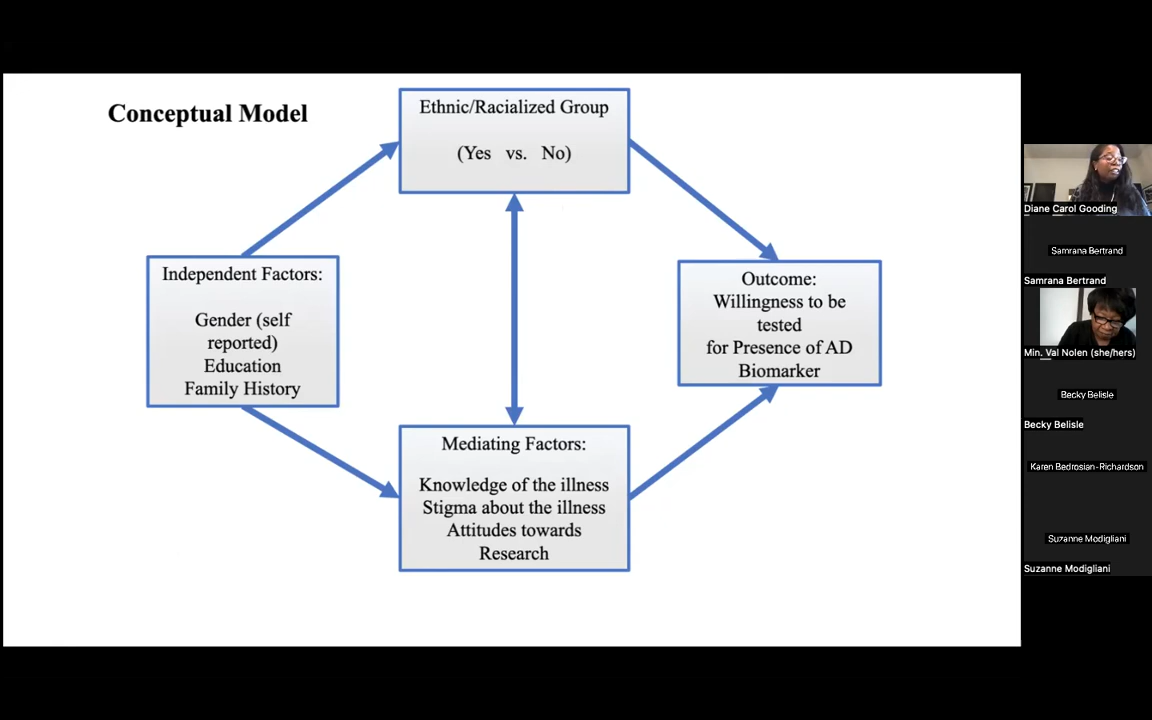 Conceptual Model
Ethnic/Racialized Group
(Yes vs. No)
Independent Factors:
Gender (self
reported)
Education
Family History
Outcome:
Willingness to be
tested
for Presence of AD
Biomarker
Mediating Factors:
Knowledge of the illness
Stigma about the illness
Attitudes towards
Research
Diane Carol Gooding
Samrana Bertrand
Samrana Bertrand
Min. Val Nolen (she/hers)
Becky Belisle
Becky Belisle
Karen Bedrosian-Richardson
Suzanne Modigliani
Suzanne Modigliani